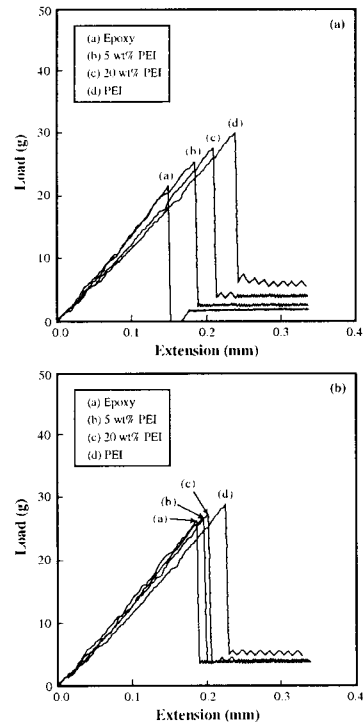 50
(a)
(a) Epoxy
(b) 5 wt% PEI
(c) 20 wt% PEI
(d) PEI
40
30
20
10
0
(a)
(b)
(c)
(d)
Load (g)
0.0 0.1 0.2 0.3 0.4
Extension (mm)
50
(b)
(a) Epoxy
(b) 5 wt% PEI
(c) 20 wt% PEI
(d) PEI
40
30
20
10
0
(c)
(b)
(a)
(d)
Load (g)
0.0 0.1 0.2 0.3 0.4
Extension (mm)